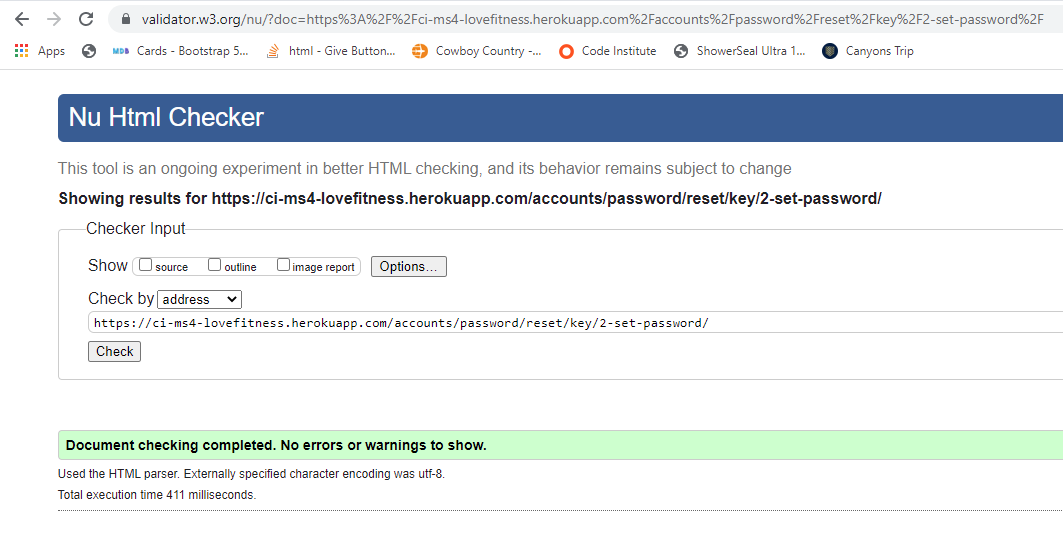 validator.w3.org/nu/?doc=https%3A%2F%2Fci-ms4-lovefitness.herokuapp.com%2Faccounts%2Fpassword%2Freset%2Fkey%2F2-set-password%2F
Apps MDB Cards - Bootstrap 5... html - Give Button... Cowboy Country -... Code Institute ShowerSeal Ultra 1... Canyons Trip
Nu Html Checker
This tool is an ongoing experiment in better HTML checking, and its behavior remains subject to change
Showing results for https://ci-ms4-lovefitness.herokuapp.com/accounts/password/reset/key/2-set-password/
Checker Input
Show source outline image report Options...
Check by address
https://ci-ms4-lovefitness.herokuapp.com/accounts/password/reset/key/2-set-password/
Check
Document checking completed. No errors or warnings to show.
Used the HTML parser. Externally specified character encoding was utf-8.
Total execution time 411 milliseconds.